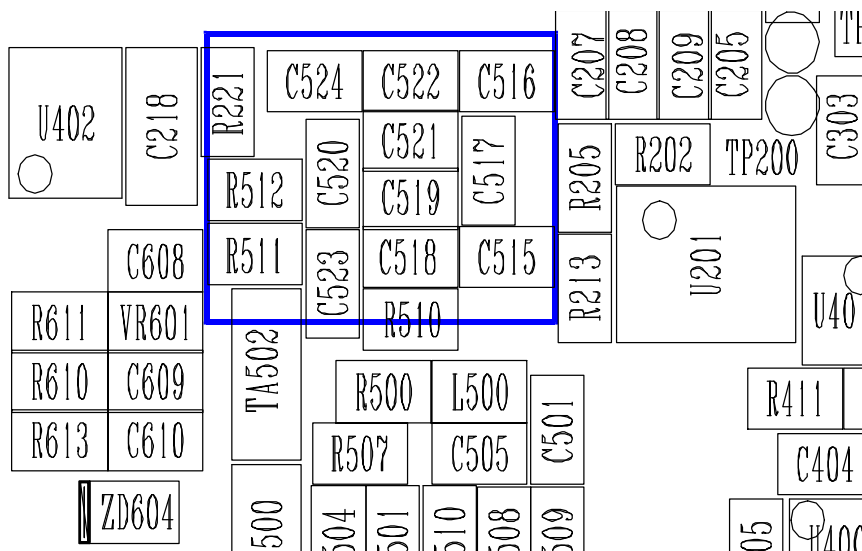 C207
C208
C209
C205
U402
C218
R221
C524
C522
C516
C303
C520
C521
C517
R205
R202
TP200
R512
C519
R511
C523
C518
C515
R213
U201
C608
R611
VR601
TA502
R510
R610
C609
R500
L500
C501
R411
R613
C610
R507
C505
C404
ZD604